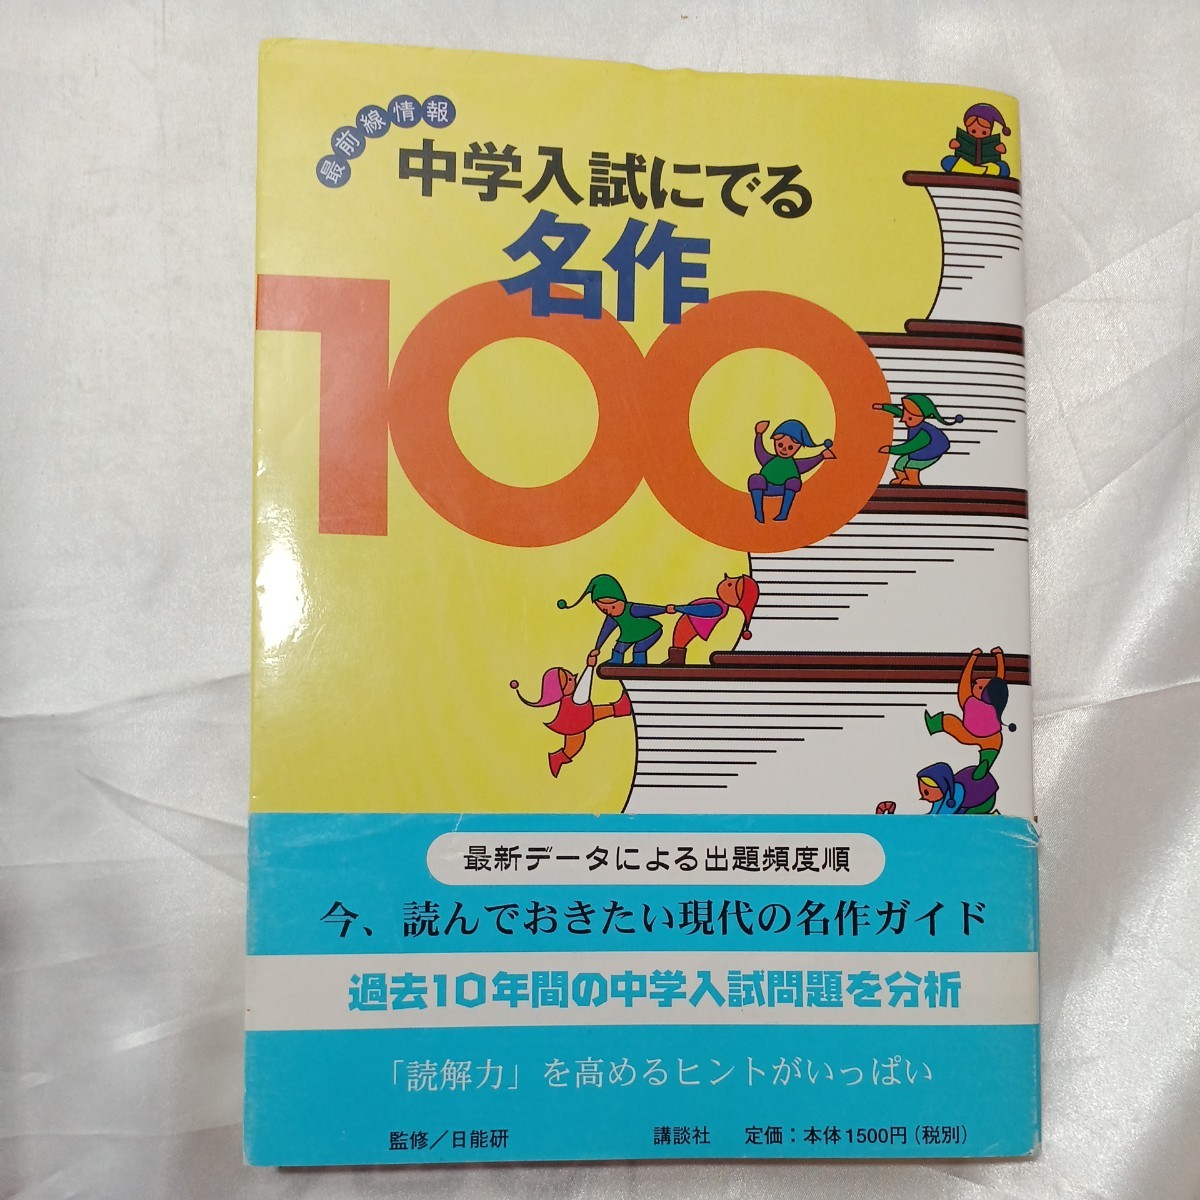 最前線情報
中学入試にでる
名作
100
最新データによる出題頻度順
今、読んでおきたい現代の名作ガイド
過去10年間の中学入試問題を分析
「読解力」を高めるヒントがいっぱい
監修／日能研 講談社 定価：本体1500円（税別）